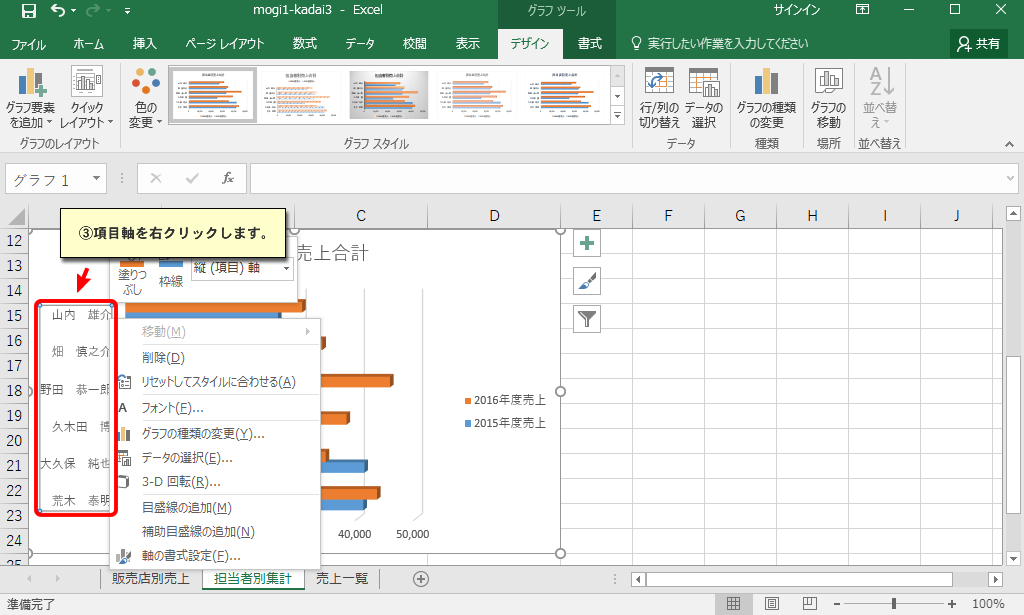 mogi1-kadai3 - Excel
グラフ ツール
サインイン
ファイル ホーム 挿入 ページ レイアウト 数式 データ 校閲 表示 デザイン 書式 実行したい作業を入力してください 共有
グラフ要素
を追加
クイック
レイアウト
色の
変更
行/列の
切り替え
データの
選択
グラフの種類
の変更
グラフの
移動
並べ替
え
グラフのレイアウト グラフ スタイル データ 種類 場所 並べ替え
グラフ 1
fx
C D E F G H I J
③項目軸を右クリックします。
売上合計
塗りつ
ぶし
枠線
縦 (項目) 軸
12
13
14
15
16
17
18
19
20
21
22
23
24
25
山内 雄介
畑 慎之介
野田 恭一郎
久木田 博
大久保 純也
荒木 泰明
移動(M)
削除(D)
リセットしてスタイルに合わせる(A)
フォント(F)...
グラフの種類の変更(Y)...
データの選択(E)...
3-D 回転(R)...
目盛線の追加(M)
補助目盛線の追加(N)
軸の書式設定(F)...
2016年度売上
2015年度売上
40,000 50,000
販売店別売上 担当者別集計 売上一覧
準備完了
100%